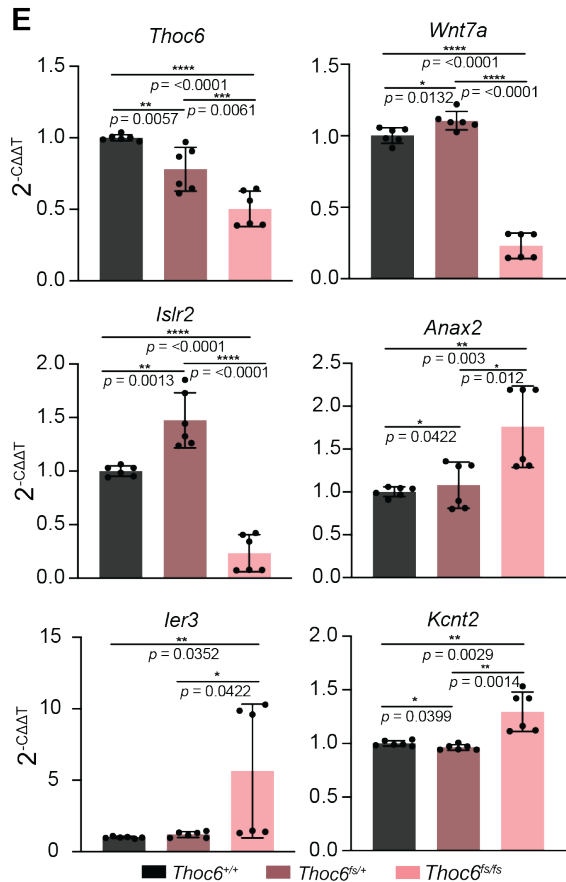 E
Thoc6
****
p = <0.0001
** ***
p = 0.0057 p = 0.0061
2-CΔΔT
1.5
1.0
0.5
0.0
Wnt7a
****
p = <0.0001
* ****
p = 0.0132 p = <0.0001
1.5
1.0
0.5
0.0
Islr2
****
p = <0.0001
** ****
p = 0.0013 p = <0.0001
2-CΔΔT
2.0
1.5
1.0
0.5
0.0
Anax2
**
p = 0.003
*
p = 0.012
*
p = 0.0422
2.5
2.0
1.5
1.0
0.5
0.0
Ier3
**
p = 0.0352
*
p = 0.0422
2-CΔΔT
15
10
5
0
Kcnt2
**
p = 0.0029
**
p = 0.0014
*
p = 0.0399
2.0
1.5
1.0
0.5
0.0
Thoc6+/+ Thoc6fs/+ Thoc6fs/fs